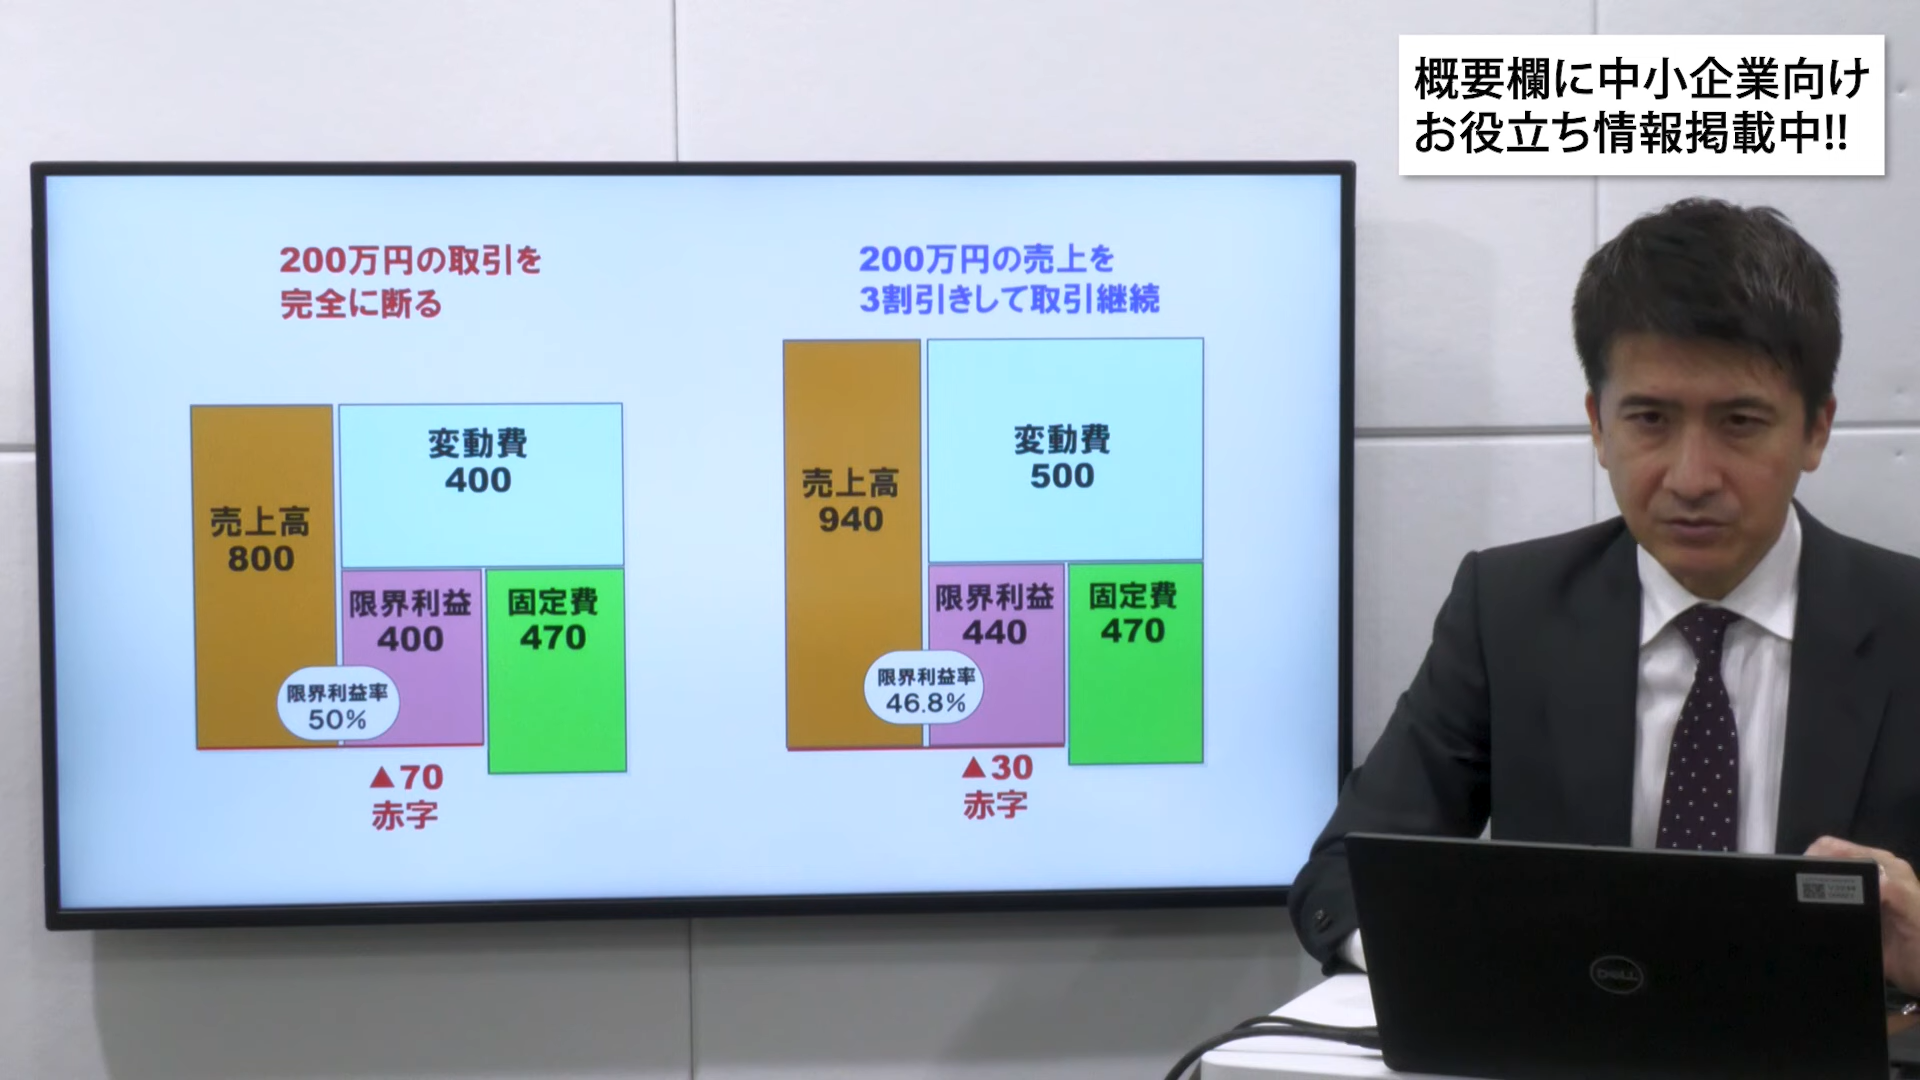 概要欄に中小企業向け
お役立ち情報掲載中!!
200万円の取引を
完全に断る
売上高
800
変動費
400
限界利益
400
固定費
470
限界利益率
50%
▲70
赤字
200万円の売上を
3割引きして取引継続
売上高
940
変動費
500
限界利益
440
固定費
470
限界利益率
46.8%
▲30
赤字
DELL